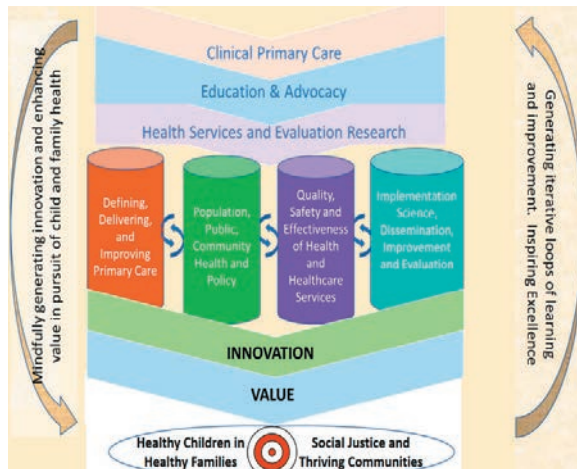 Clinical Primary Care
Education & Advocacy
Health Services and Evaluation Research
Mindfully generating innovation and enhancing
value in pursuit of child and family health
Defining,
Delivering,
and
Improving
Primary Care
Population,
Public,
Community
Health and
Policy
Quality,
Safety and
Effectiveness
of Health
and
Healthcare
Services
Implementation
Science,
Dissemination,
Improvement
and Evaluation
Generating iterative loops of learning
and improvement. Inspiring Excellence
INNOVATION
VALUE
Healthy Children in
Healthy Families
Social Justice and
Thriving Communities